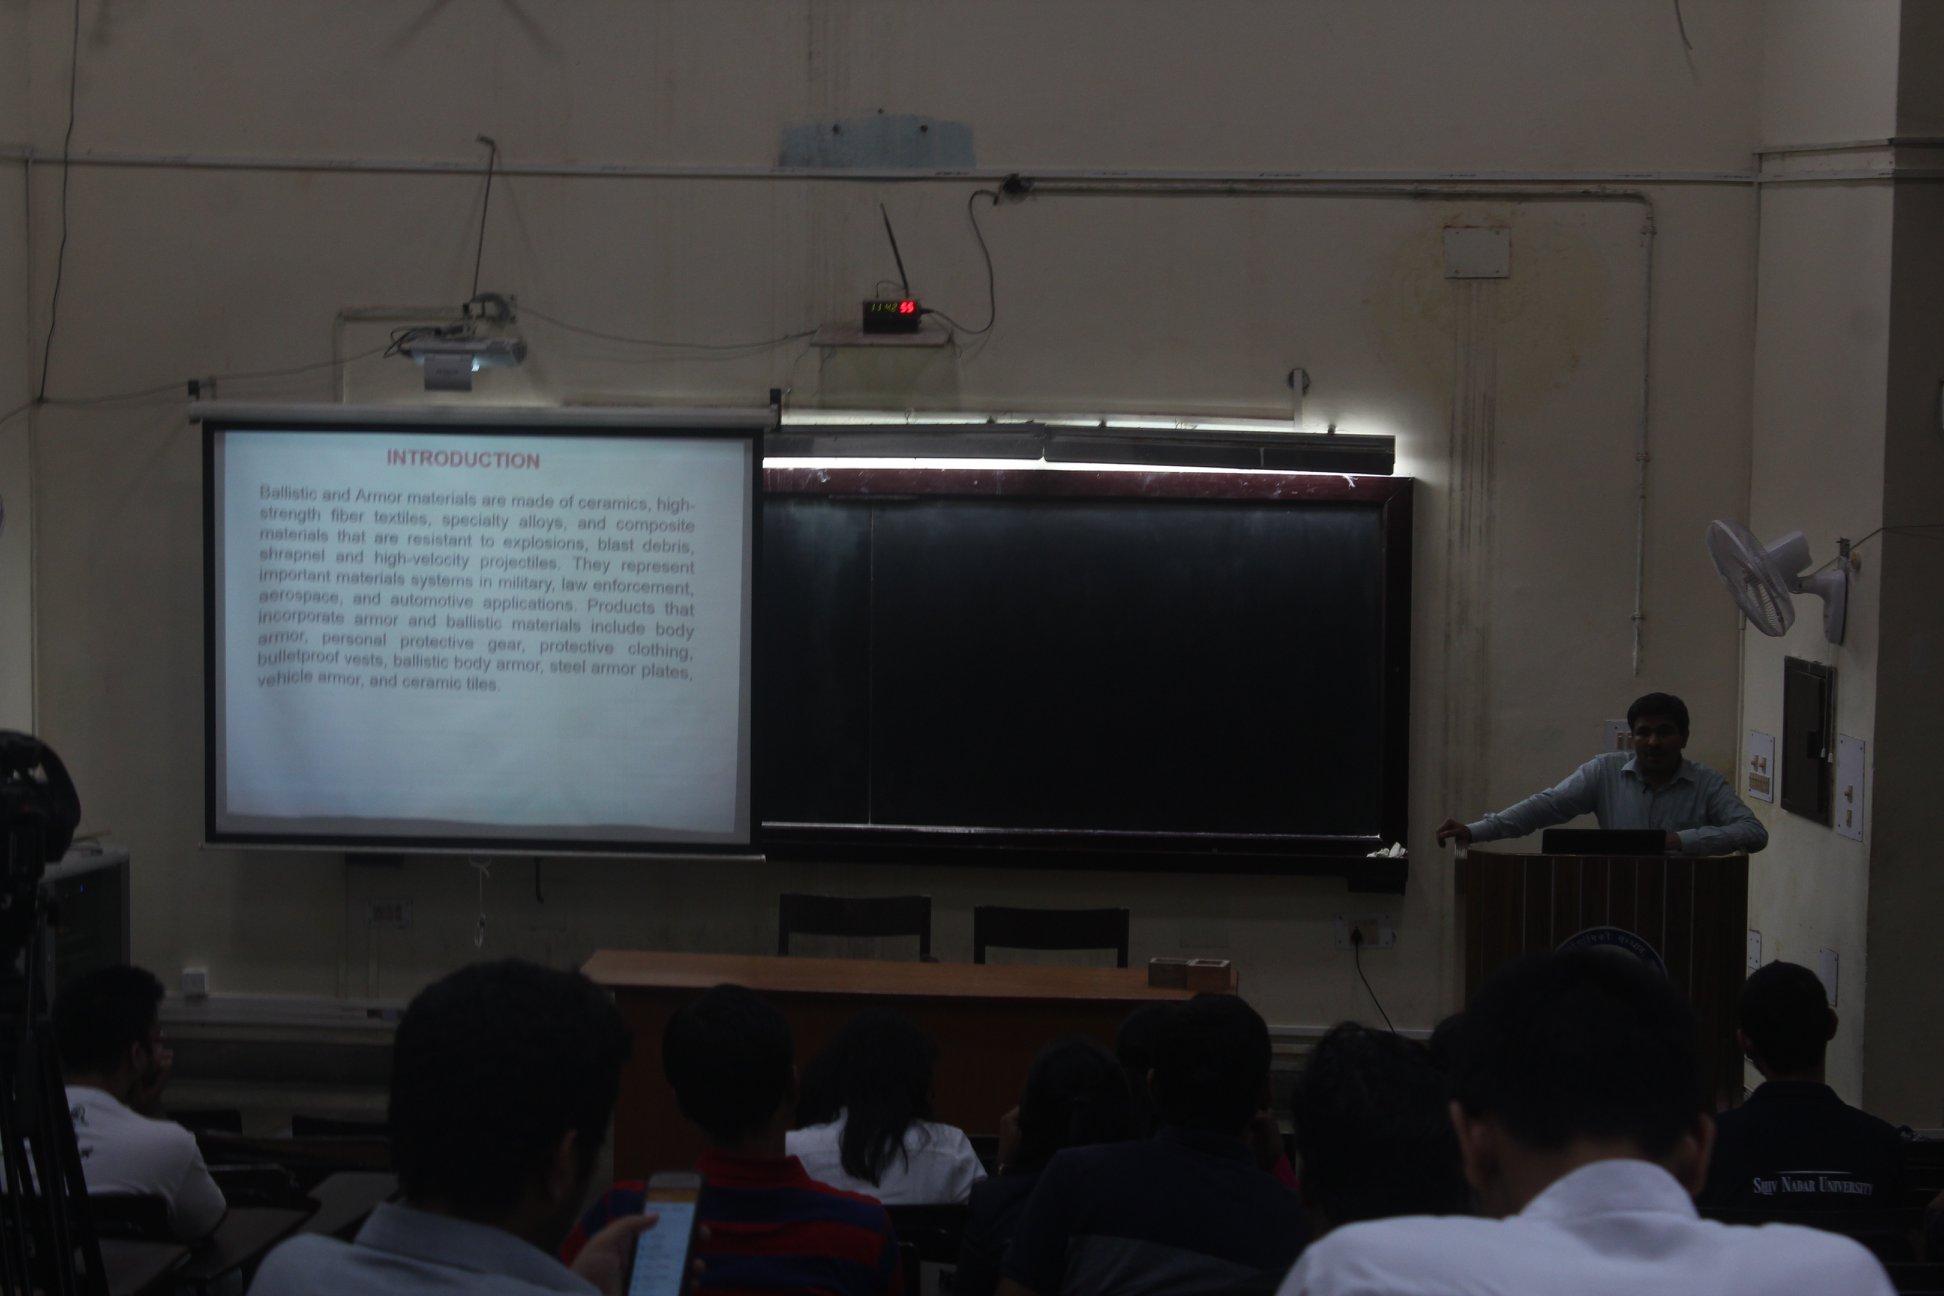 11:42 55
INTRODUCTION
Ballistic and Armor materials are made of ceramics, high-
strength fiber textiles, specialty alloys, and composite
materials that are resistant to explosions, blast debris,
shrapnel and high-velocity projectiles. They represent
important materials systems in military, law enforcement,
aerospace, and automotive applications. Products that
incorporate armor and ballistic materials include body
armor, personal protective gear, protective clothing,
bulletproof vests, ballistic body armor, steel armor plates,
vehicle armor, and ceramic tiles.
SHIV NADAR UNIVERSITY